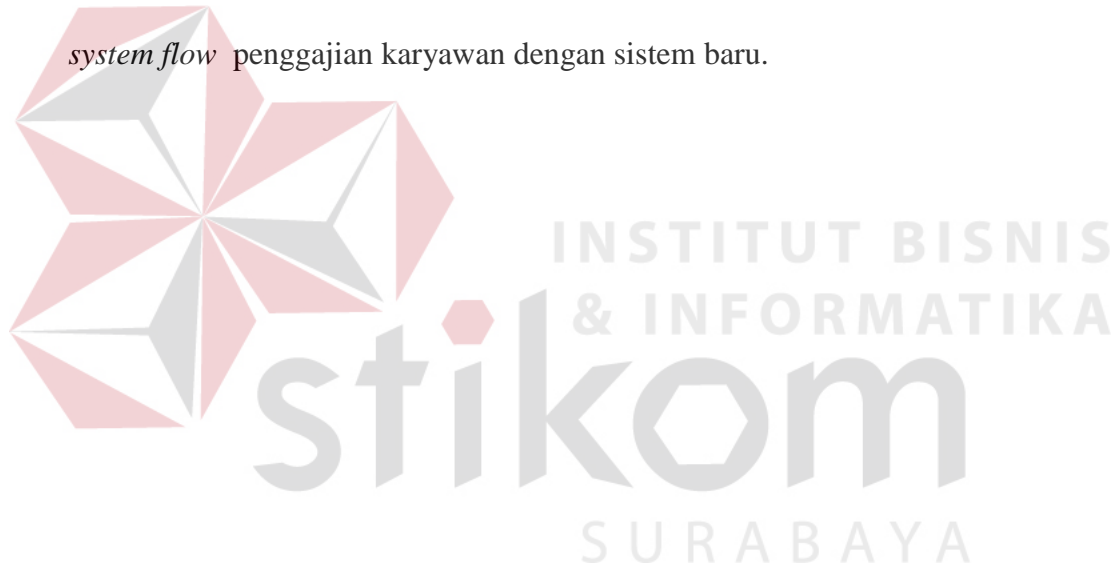 system flow penggajian karyawan dengan sistem baru.
INSTITUT BISNIS
& INFORMATIKA
stikom
SURABAYA